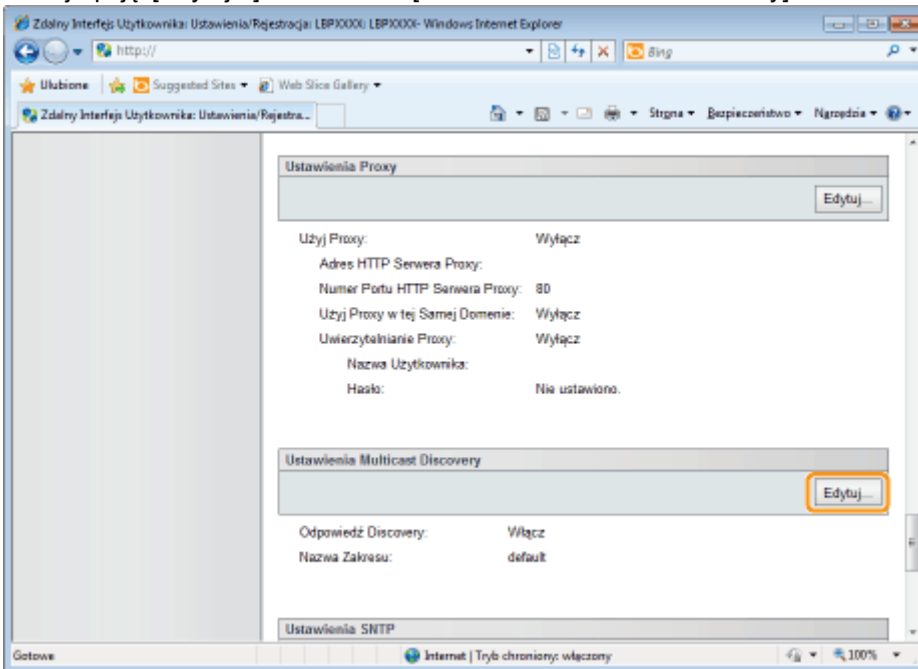 Zdalny Interfejs Użytkownika: Ustawienia/Rejestracja: LBPXXXX: LBPXXXX- Windows Internet Explorer
http://
Bing
Ulubione Suggested Sites Web Slice Gallery
Zdalny Interfejs Użytkownika: Ustawienia/Rejestra... Strona Bezpieczeństwo Narzędzia
Ustawienia Proxy
Edytuj...
Użyj Proxy: Wyłącz
Adres HTTP Serwera Proxy:
Numer Portu HTTP Serwera Proxy: 80
Użyj Proxy w tej Samej Domenie: Wyłącz
Uwierzytelnianie Proxy: Wyłącz
Nazwa Użytkownika:
Hasło: Nie ustawiono.
Ustawienia Multicast Discovery
Edytuj...
Odpowiedź Discovery: Włącz
Nazwa Zakresu: default
Ustawienia SNTP
Gotowe Internet | Tryb chroniony: włączony 100%